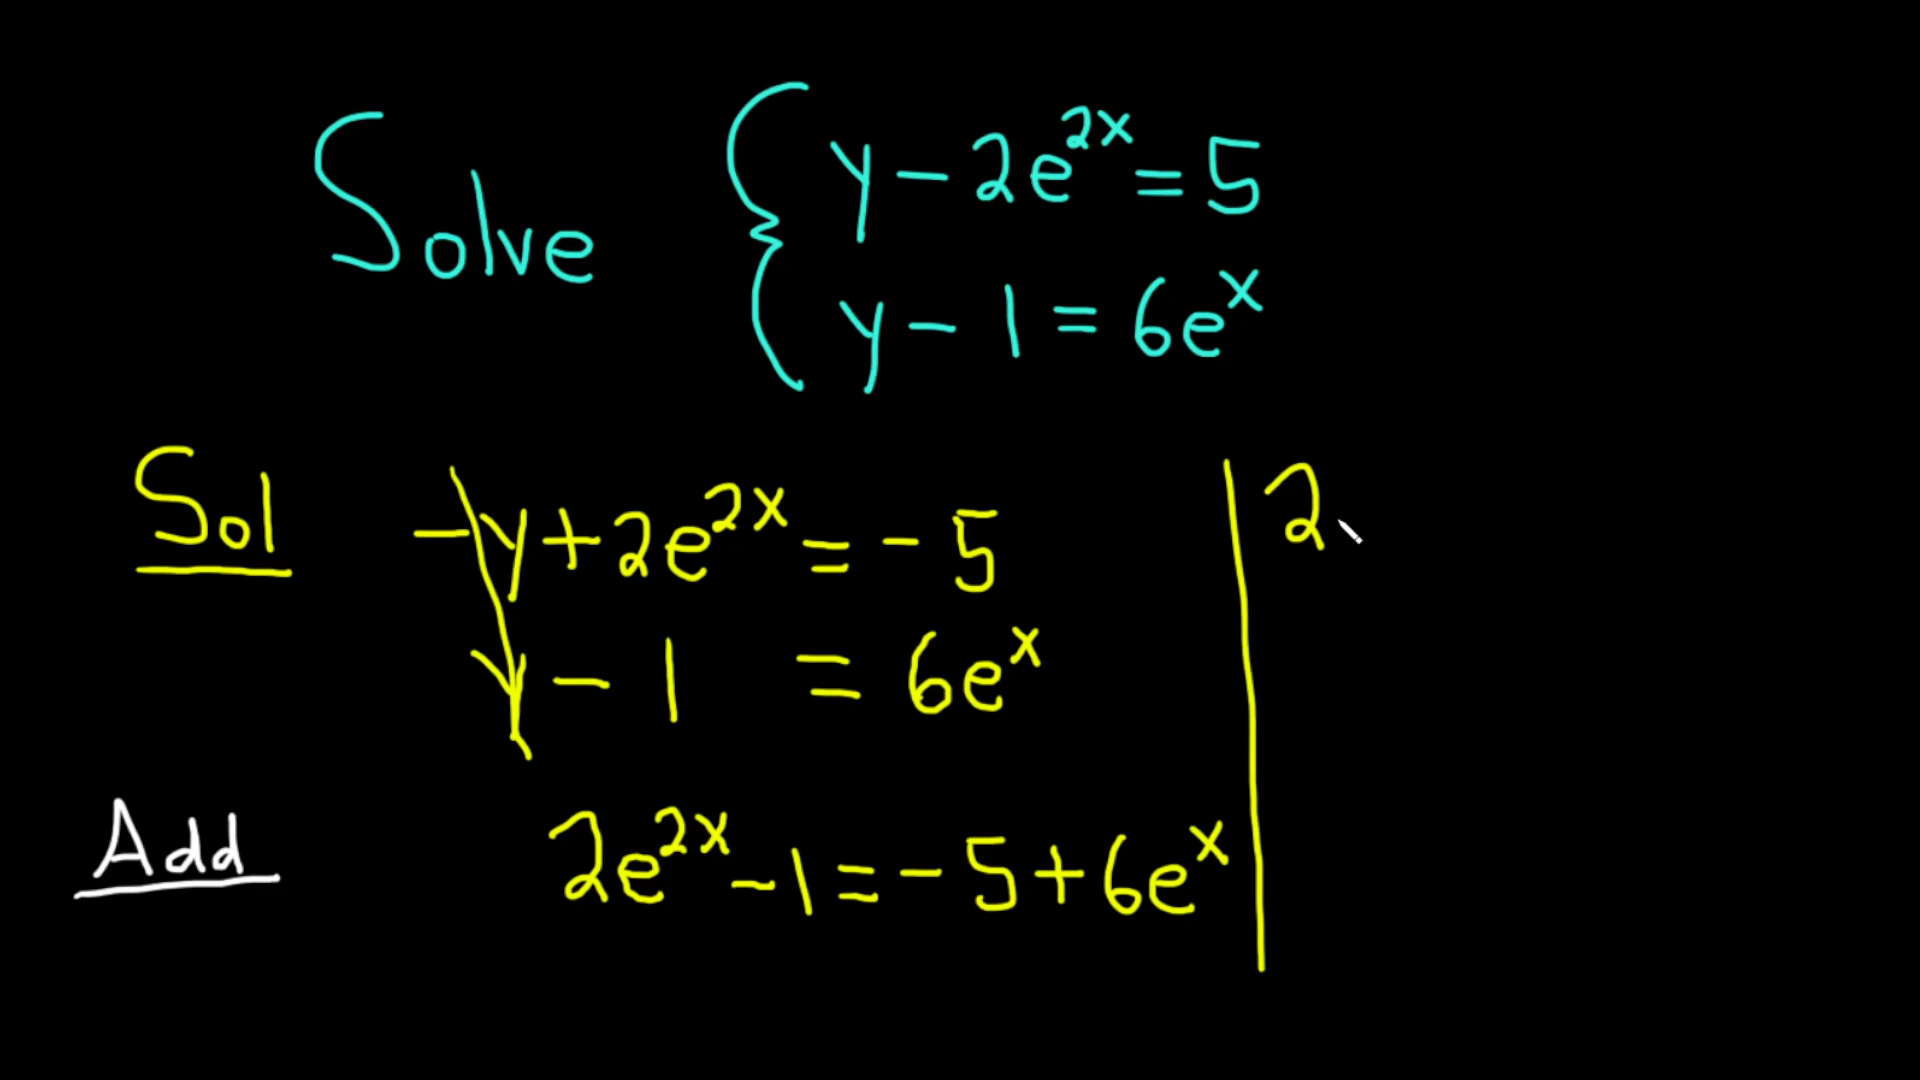 Solve { y - 2e^{2x} = 5
y - 1 = 6e^x
Sol -y + 2e^{2x} = -5
y - 1 = 6e^x
Add 2e^{2x} - 1 = -5 + 6e^x
2